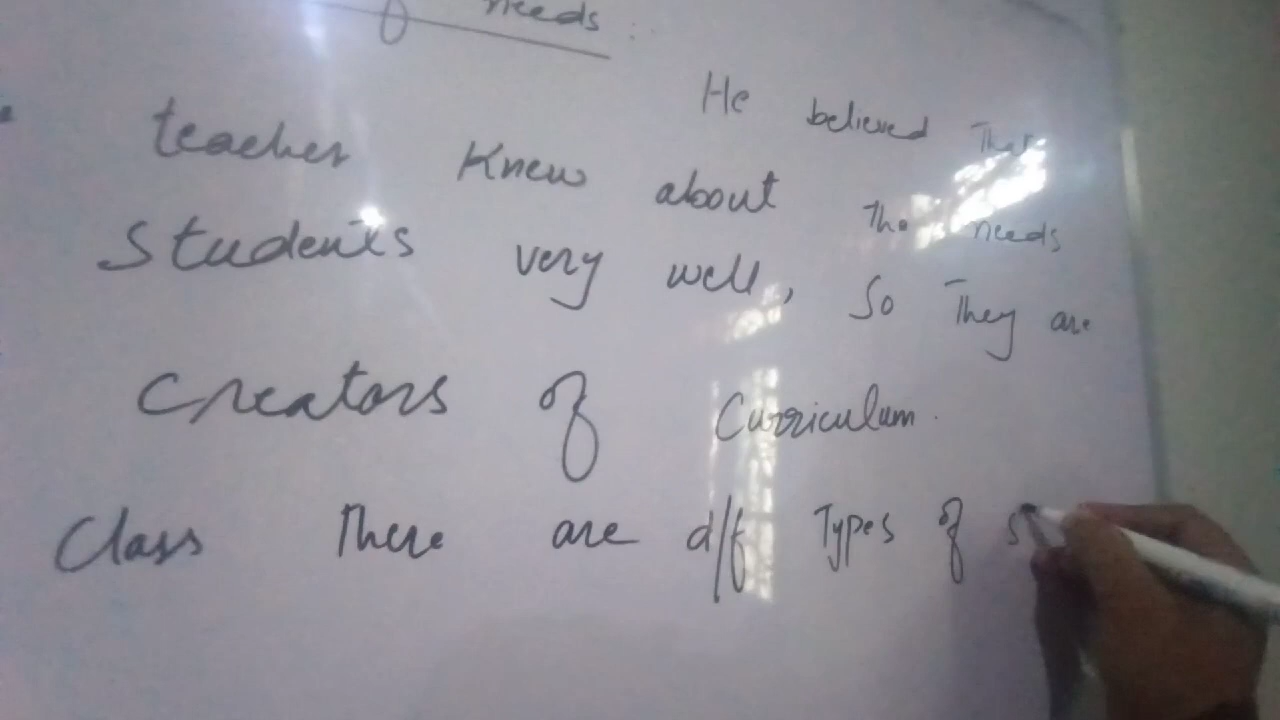 needs :
He believed That
teacher Knew about The needs
Students very well, So They are
Creators of Curriculum.
Class There are d/f Types of S